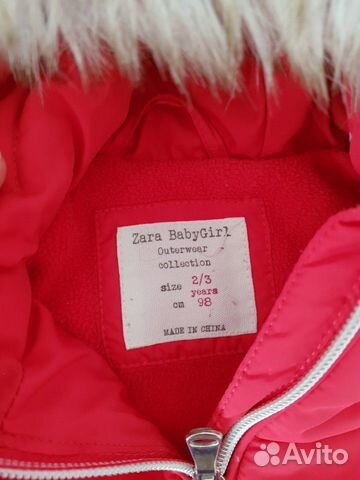 Zara BabyGirl
Outerwear
collection
size 2/3
years
cm 98
MADE IN CHINA
Avito